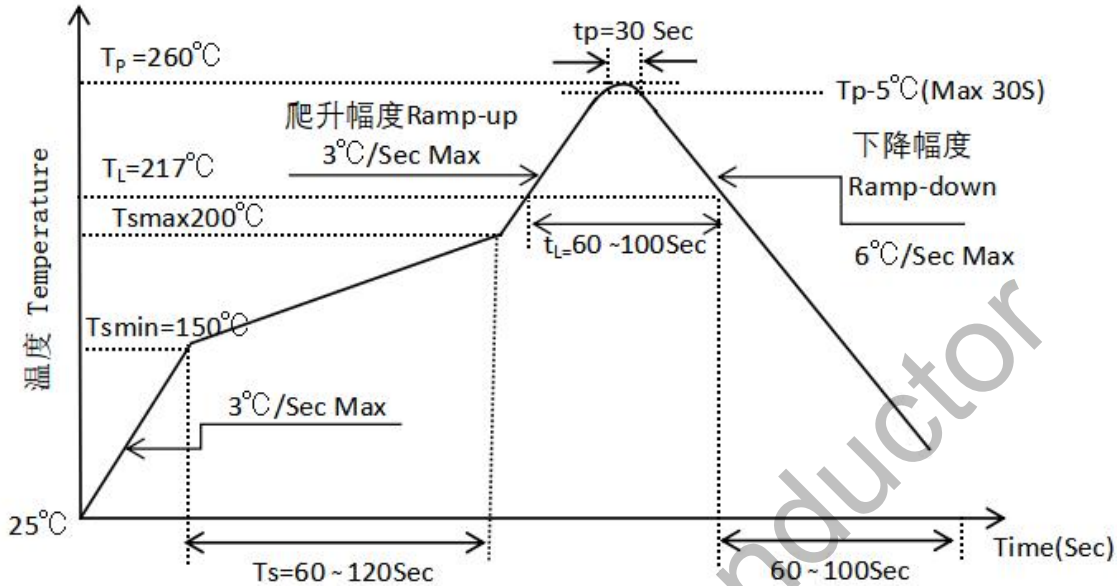 tp=30 Sec
T_P =260℃
Tp-5℃(Max 30S)
爬升幅度Ramp-up
3℃/Sec Max
下降幅度
Ramp-down
6℃/Sec Max
T_L=217℃
Tsmax200℃
t_L=60 ~100Sec
Tsmin=150℃
温度 Temperature
3℃/Sec Max
25℃
Ts=60 ~ 120Sec
60 ~ 100Sec
Time(Sec)
nductor